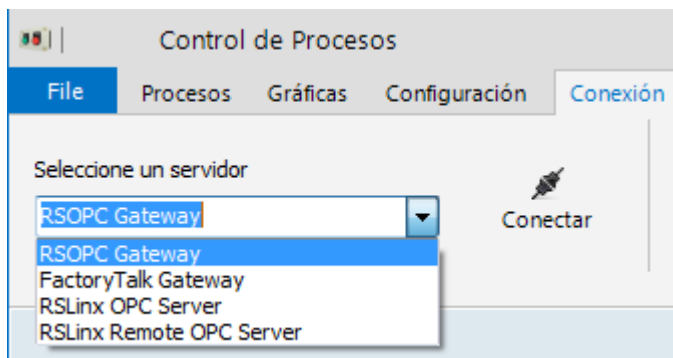 Control de Procesos
File Procesos Gráficas Configuración Conexión
Seleccione un servidor
RSOPC Gateway
Conectar
RSOPC Gateway
FactoryTalk Gateway
RSLinx OPC Server
RSLinx Remote OPC Server